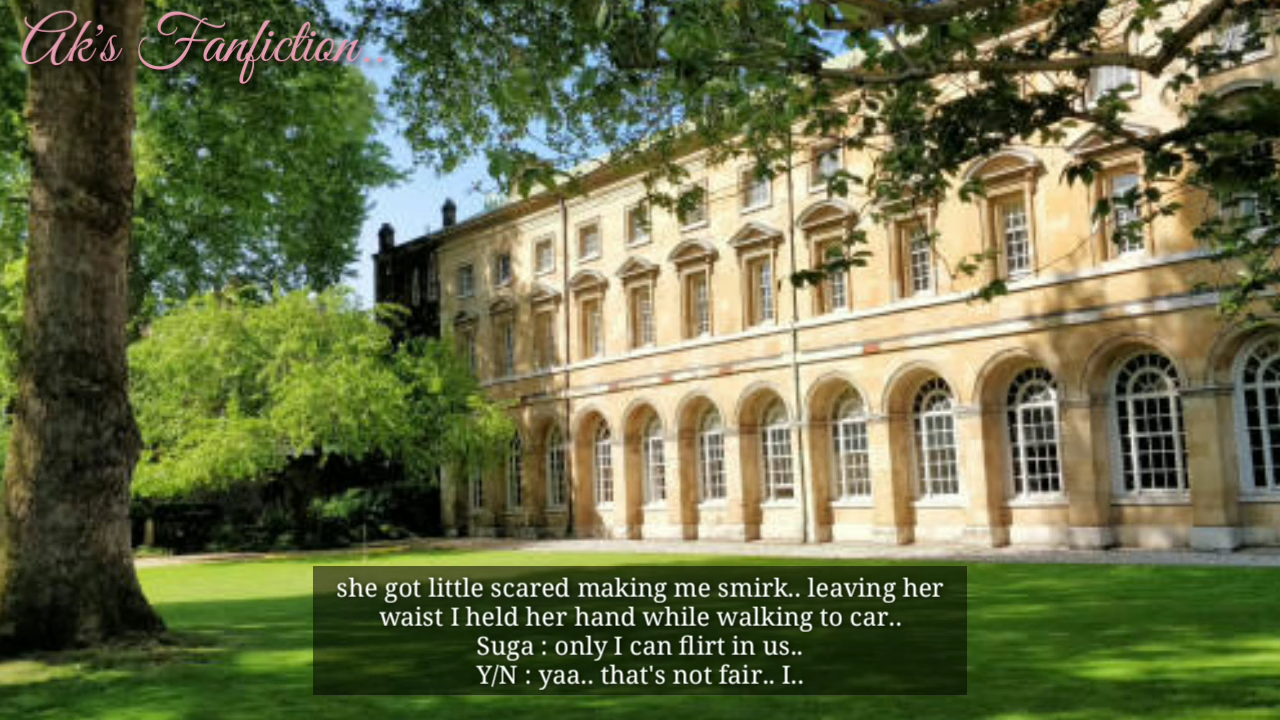 Ak's Fanfiction..
she got little scared making me smirk.. leaving her
waist I held her hand while walking to car..
Suga : only I can flirt in us..
Y/N : yaa.. that's not fair.. I..